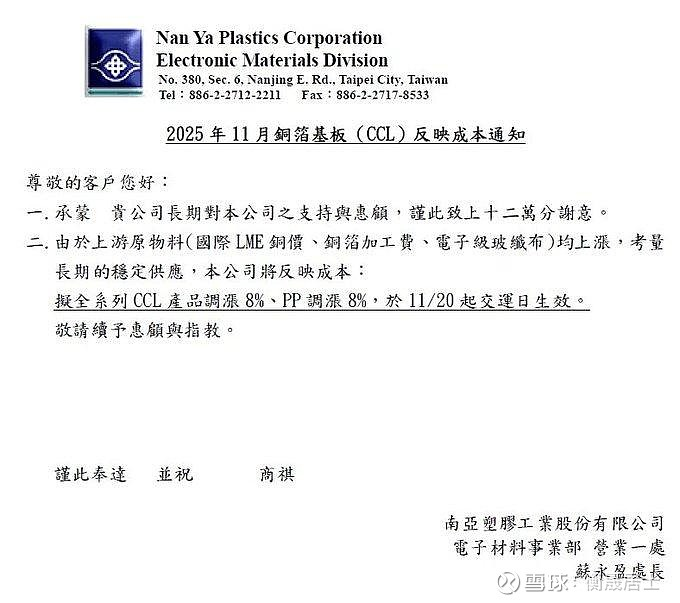 Nan Ya Plastics Corporation
Electronic Materials Division
No. 380, Sec. 6, Nanjing E. Rd., Taipei City, Taiwan
Tel：886-2-2712-2211 Fax：886-2-2717-8533
2025 年 11 月銅箔基板（CCL）反映成本通知
尊敬的客戶您好：
一. 承蒙 貴公司長期對本公司之支持與惠顧，謹此致上十二萬分謝意。
二. 由於上游原物料(國際 LME 銅價、銅箔加工費、電子級玻纖布)均上漲，考量
長期的穩定供應，本公司將反映成本：
擬全系列 CCL 產品調漲 8%、PP 調漲 8%，於 11/20 起交運日生效。
敬請續予惠顧與指教。
謹此奉達 並祝 商祺
南亞塑膠工業股份有限公司
電子材料事業部 營業一處
蘇永盈處長
雪球：衡晟居士